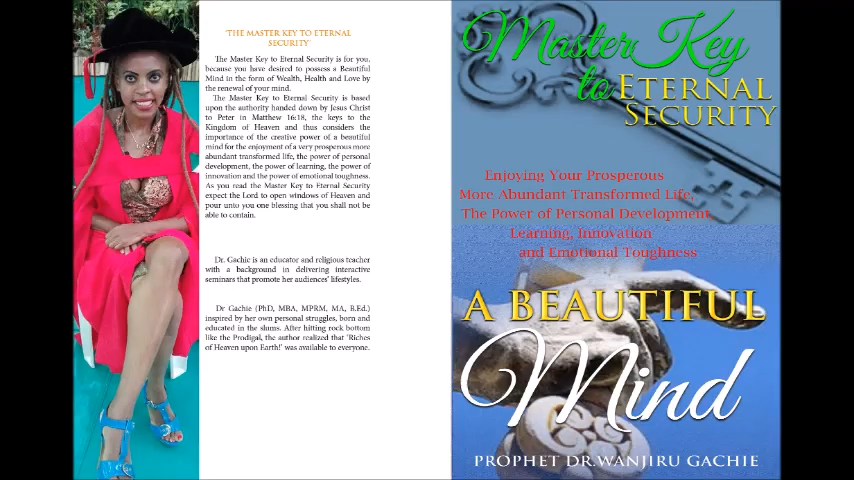 "THE MASTER KEY TO ETERNAL
SECURITY"
The Master Key to Eternal Security is for you,
because you have desired to possess a Beautiful
Mind in the form of Wealth, Health and Love by
the renewal of your mind.
The Master Key to Eternal Security is based
upon the authority handed down by Jesus Christ
to Peter in Matthew 16:18, the keys to the
Kingdom of Heaven and thus considers the
importance of the creative power of a beautiful
mind for the enjoyment of a very prosperous more
abundant transformed life, the power of personal
development, the power of learning, the power of
innovation and the power of emotional toughness.
As you read the Master Key to Eternal Security
expect the Lord to open windows of Heaven and
pour unto you one blessing that you shall not be
able to contain.
Dr. Gachie is an educator and religious teacher
with a background in delivering interactive
seminars that promote her audiences' lifestyles.
Dr Gachie (PhD, MBA, MPRM, MA, B.Ed.)
inspired by her own personal struggles, born and
educated in the slums. After hitting rock bottom
like the Prodigal, the author realized that 'Riches
of Heaven upon Earth!' was available to everyone.
Master Key
to ETERNAL
SECURITY
Enjoying Your Prosperous
More Abundant Transformed Life,
The Power of Personal Development
Learning, Innovation
and Emotional Toughness
A BEAUTIFUL
Mind
PROPHET DR.WANJIRU GACHIE